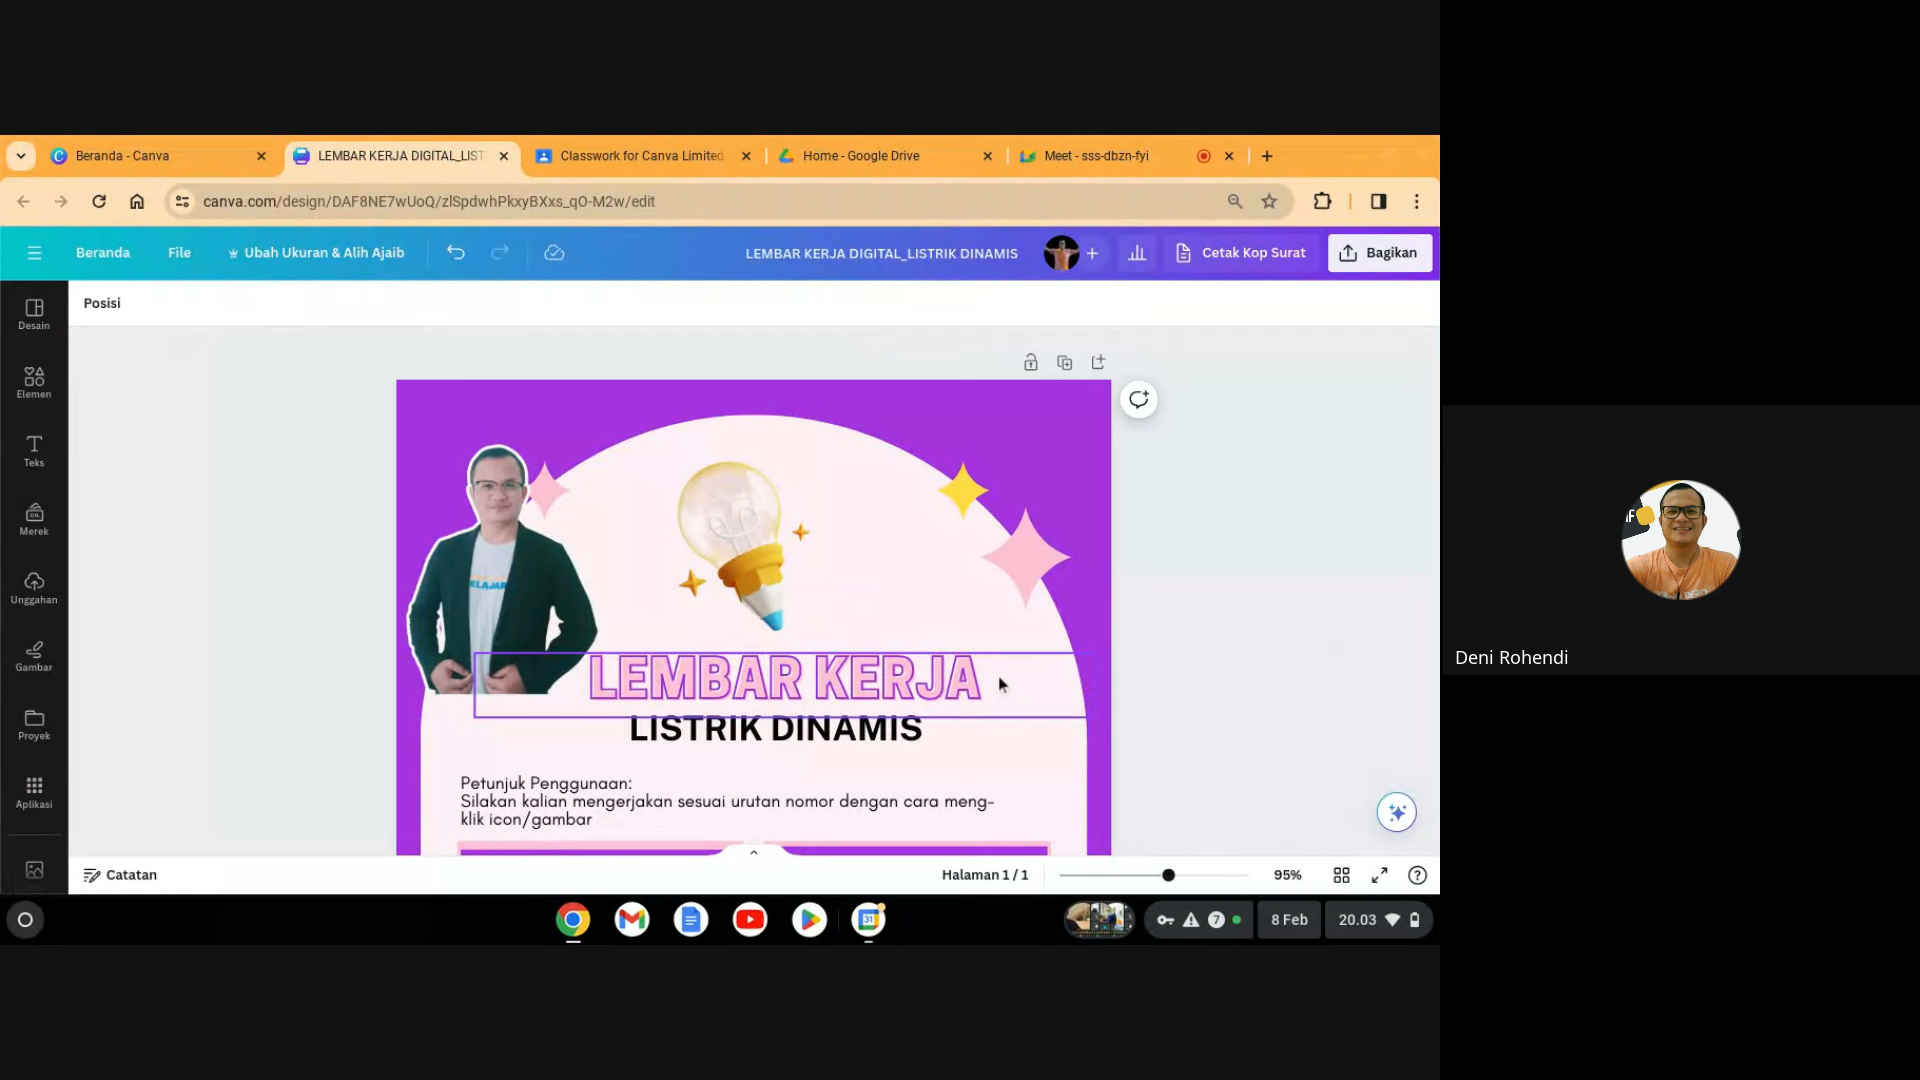 Beranda - Canva
LEMBAR KERJA DIGITAL_LIST
Classwork for Canva Limited
Home - Google Drive
Meet - sss-dbzn-fyi
canva.com/design/DAF8NE7wUoQ/zlSpdwhPkxyBXxs_qO-M2w/edit
Beranda
File
Ubah Ukuran & Alih Ajaib
LEMBAR KERJA DIGITAL_LISTRIK DINAMIS
Cetak Kop Surat
Bagikan
Posisi
Desain
Elemen
Teks
Merek
Unggahan
Gambar
Proyek
Aplikasi
ELAJAR
LEMBAR KERJA
LISTRIK DINAMIS
Petunjuk Penggunaan:
Silakan kalian mengerjakan sesuai urutan nomor dengan cara meng-
klik icon/gambar
Catatan
Halaman 1 / 1
95%
31
7
8 Feb
20.03
Deni Rohendi